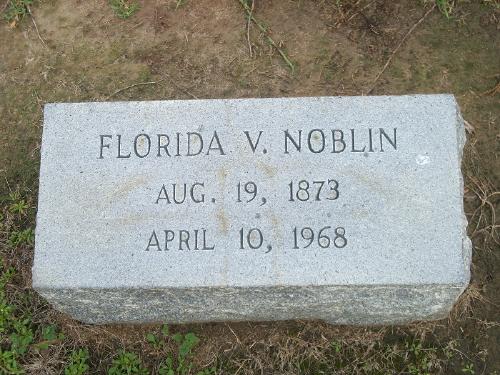 FLORIDA V. NOBLIN
AUG. 19, 1873
APRIL 10, 1968